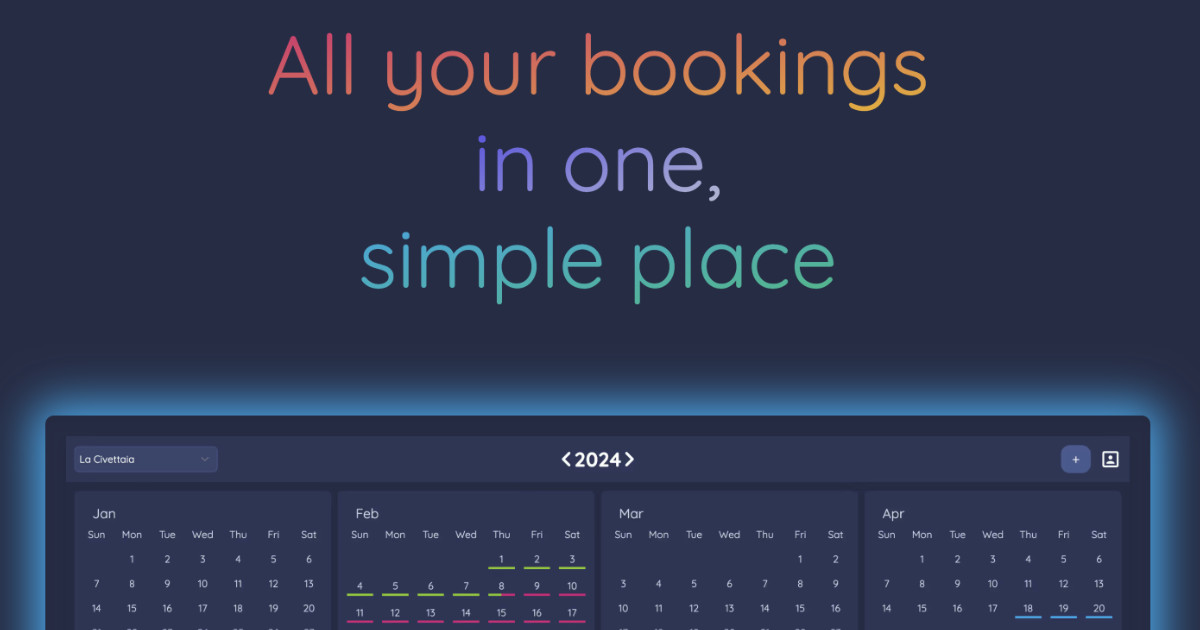 All your bookings
in one,
simple place
La Civettaia
2024
+
Jan Feb Mar Apr
Sun Mon Tue Wed Thu Fri Sat Sun Mon Tue Wed Thu Fri Sat Sun Mon Tue Wed Thu Fri Sat Sun Mon Tue Wed Thu Fri Sat
1 2 3 4 5 6 1 2 3 1 2 1 2 3 4 5 6
7 8 9 10 11 12 13 4 5 6 7 8 9 10 3 4 5 6 7 8 9 7 8 9 10 11 12 13
14 15 16 17 18 19 20 11 12 13 14 15 16 17 10 11 12 13 14 15 16 14 15 16 17 18 19 20